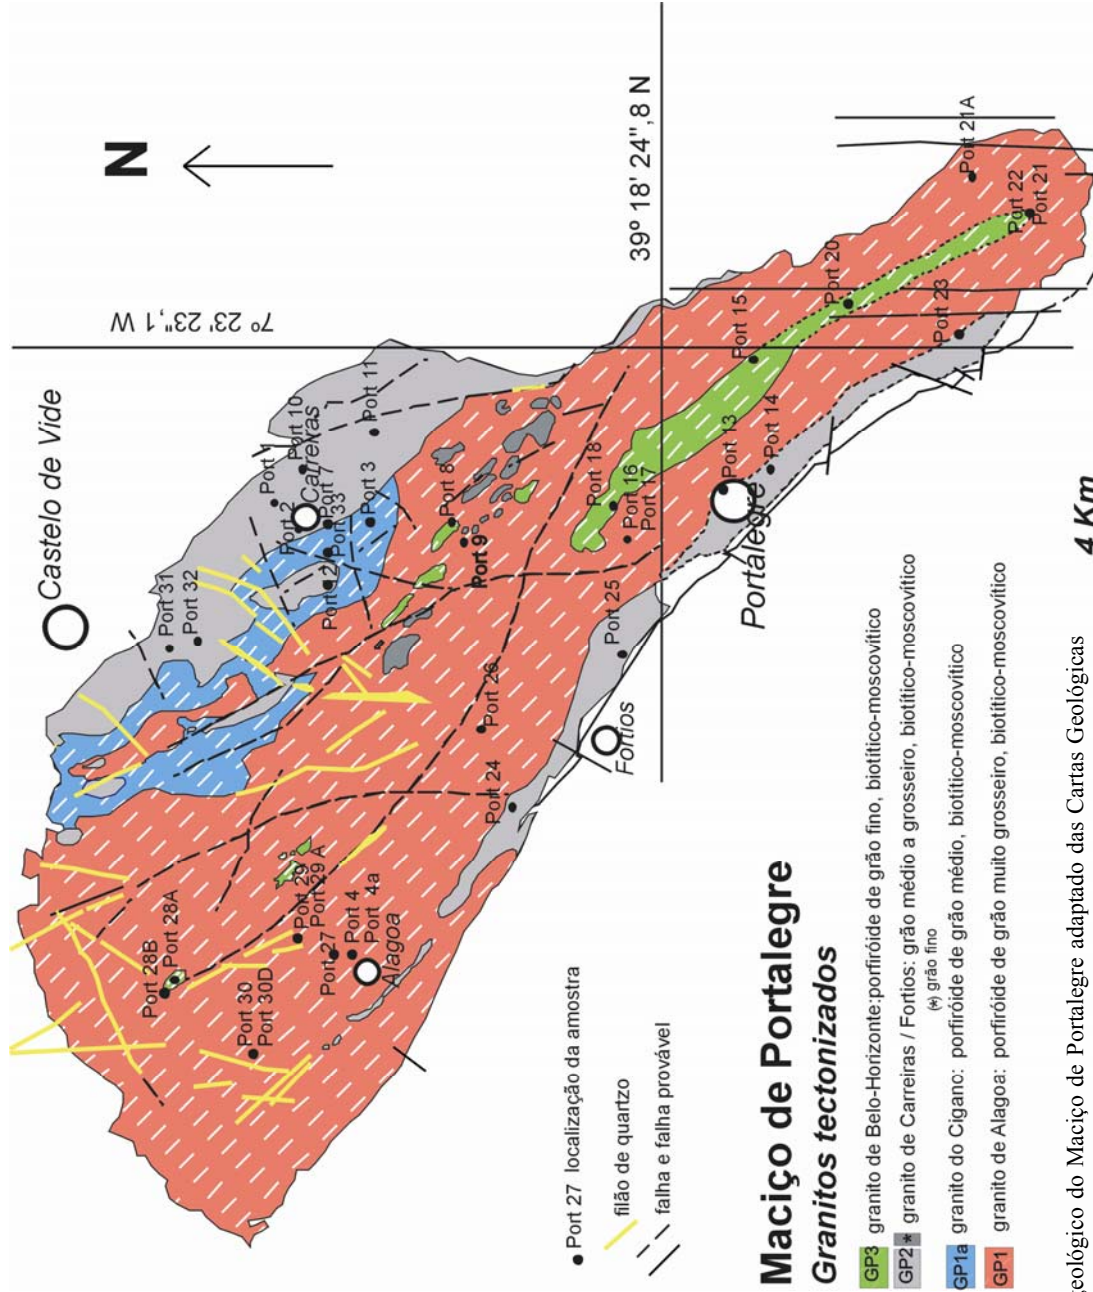 N
Castelo de Vide
7º 23' 23'',1 W
39º 18' 24'',8 N
Port 31
Port 32
Port 1
Port 2
Port 10
Carreiras
Port 7
Port 33
Port 3
Port 11
Port 2
Port 8
Port 9
Port 28B
Port 28A
Port 29
Port 29 A
Port 27
Port 4
Port 4a
Alagoa
Port 30
Port 30D
Port 26
Port 24
Fortios
Port 25
Port 18
Port 16
Port 17
Port 13
Portalegre
Port 14
Port 15
Port 20
Port 23
Port 22
Port 21
Port 21A
Port 27 localização da amostra
filão de quartzo
falha e falha provável
Maciço de Portalegre
Granitos tectonizados
GP3 granito de Belo-Horizonte:porfiróide de grão fino, biotítico-moscovítico
GP2 * granito de Carreiras / Fortios: grão médio a grosseiro, biotítico-moscovítico
(*) grão fino
GP1a granito do Cigano: porfiróide de grão médio, biotítico-moscovítico
GP1 granito de Alagoa: porfiróide de grão muito grosseiro, biotítico-moscovítico
4 Km
geológico do Maciço de Portalegre adaptado das Cartas Geológicas